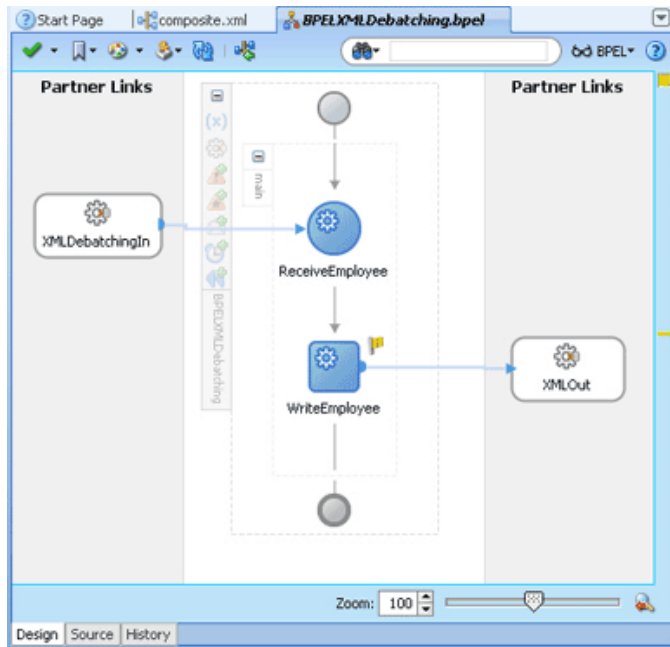 Start Page composite.xml BPELXMLDebatching.bpel
BPEL
Partner Links
Partner Links
(x)
main
XMLDebatchingIn
ReceiveEmployee
BPELXMLDebatching
XMLOut
WriteEmployee
Zoom: 100
Design Source History